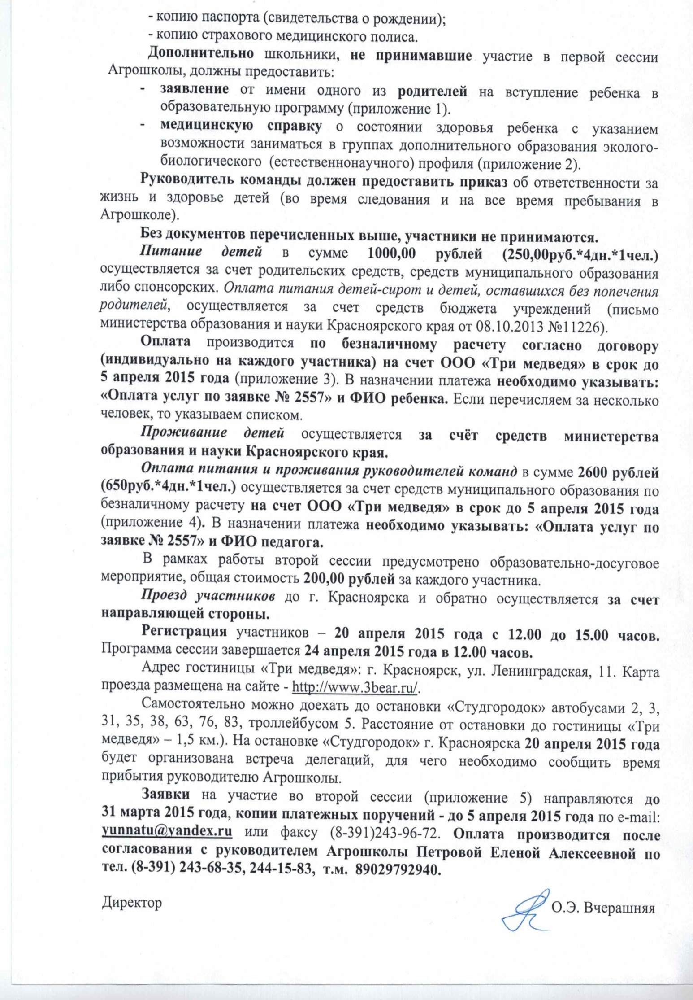 - копию паспорта (свидетельства о рождении);
- копию страхового медицинского полиса.
Дополнительно школьники, не принимавшие участие в первой сессии
Агрошколы, должны предоставить:
- заявление от имени одного из родителей на вступление ребенка в
образовательную программу (приложение 1).
- медицинскую справку о состоянии здоровья ребенка с указанием
возможности заниматься в группах дополнительного образования эколого-
биологического (естественнонаучного) профиля (приложение 2).
Руководитель команды должен предоставить приказ об ответственности за
жизнь и здоровье детей (во время следования и на все время пребывания в
Агрошколе).
Без документов перечисленных выше, участники не принимаются.
Питание детей в сумме 1000,00 рублей (250,00руб.*4дн.*1чел.)
осуществляется за счет родительских средств, средств муниципального образования
либо спонсорских. Оплата питания детей-сирот и детей, оставшихся без попечения
родителей, осуществляется за счет средств бюджета учреждений (письмо
министерства образования и науки Красноярского края от 08.10.2013 №11226).
Оплата производится по безналичному расчету согласно договору
(индивидуально на каждого участника) на счет ООО «Три медведя» в срок до
5 апреля 2015 года (приложение 3). В назначении платежа необходимо указывать:
«Оплата услуг по заявке № 2557» и ФИО ребенка. Если перечисляем за несколько
человек, то указываем списком.
Проживание детей осуществляется за счёт средств министерства
образования и науки Красноярского края.
Оплата питания и проживания руководителей команд в сумме 2600 рублей
(650руб.*4дн.*1чел.) осуществляется за счет средств муниципального образования по
безналичному расчету на счет ООО «Три медведя» в срок до 5 апреля 2015 года
(приложение 4). В назначении платежа необходимо указывать: «Оплата услуг по
заявке № 2557» и ФИО педагога.
В рамках работы второй сессии предусмотрено образовательно-досуговое
мероприятие, общая стоимость 200,00 рублей за каждого участника.
Проезд участников до г. Красноярска и обратно осуществляется за счет
направляющей стороны.
Регистрация участников – 20 апреля 2015 года с 12.00 до 15.00 часов.
Программа сессии завершается 24 апреля 2015 года в 12.00 часов.
Адрес гостиницы «Три медведя»: г. Красноярск, ул. Ленинградская, 11. Карта
проезда размещена на сайте - http://www.3bear.ru/.
Самостоятельно можно доехать до остановки «Студгородок» автобусами 2, 3,
31, 35, 38, 63, 76, 83, троллейбусом 5. Расстояние от остановки до гостиницы «Три
медведя» – 1,5 км.). На остановке «Студгородок» г. Красноярска 20 апреля 2015 года
будет организована встреча делегаций, для чего необходимо сообщить время
прибытия руководителю Агрошколы.
Заявки на участие во второй сессии (приложение 5) направляются до
31 марта 2015 года, копии платежных поручений - до 5 апреля 2015 года по e-mail:
yunnatu@yandex.ru или факсу (8-391)243-96-72. Оплата производится после
согласования с руководителем Агрошколы Петровой Еленой Алексеевной по
тел. (8-391) 243-68-35, 244-15-83, т.м. 89029792940.
Директор О.Э. Вчерашняя